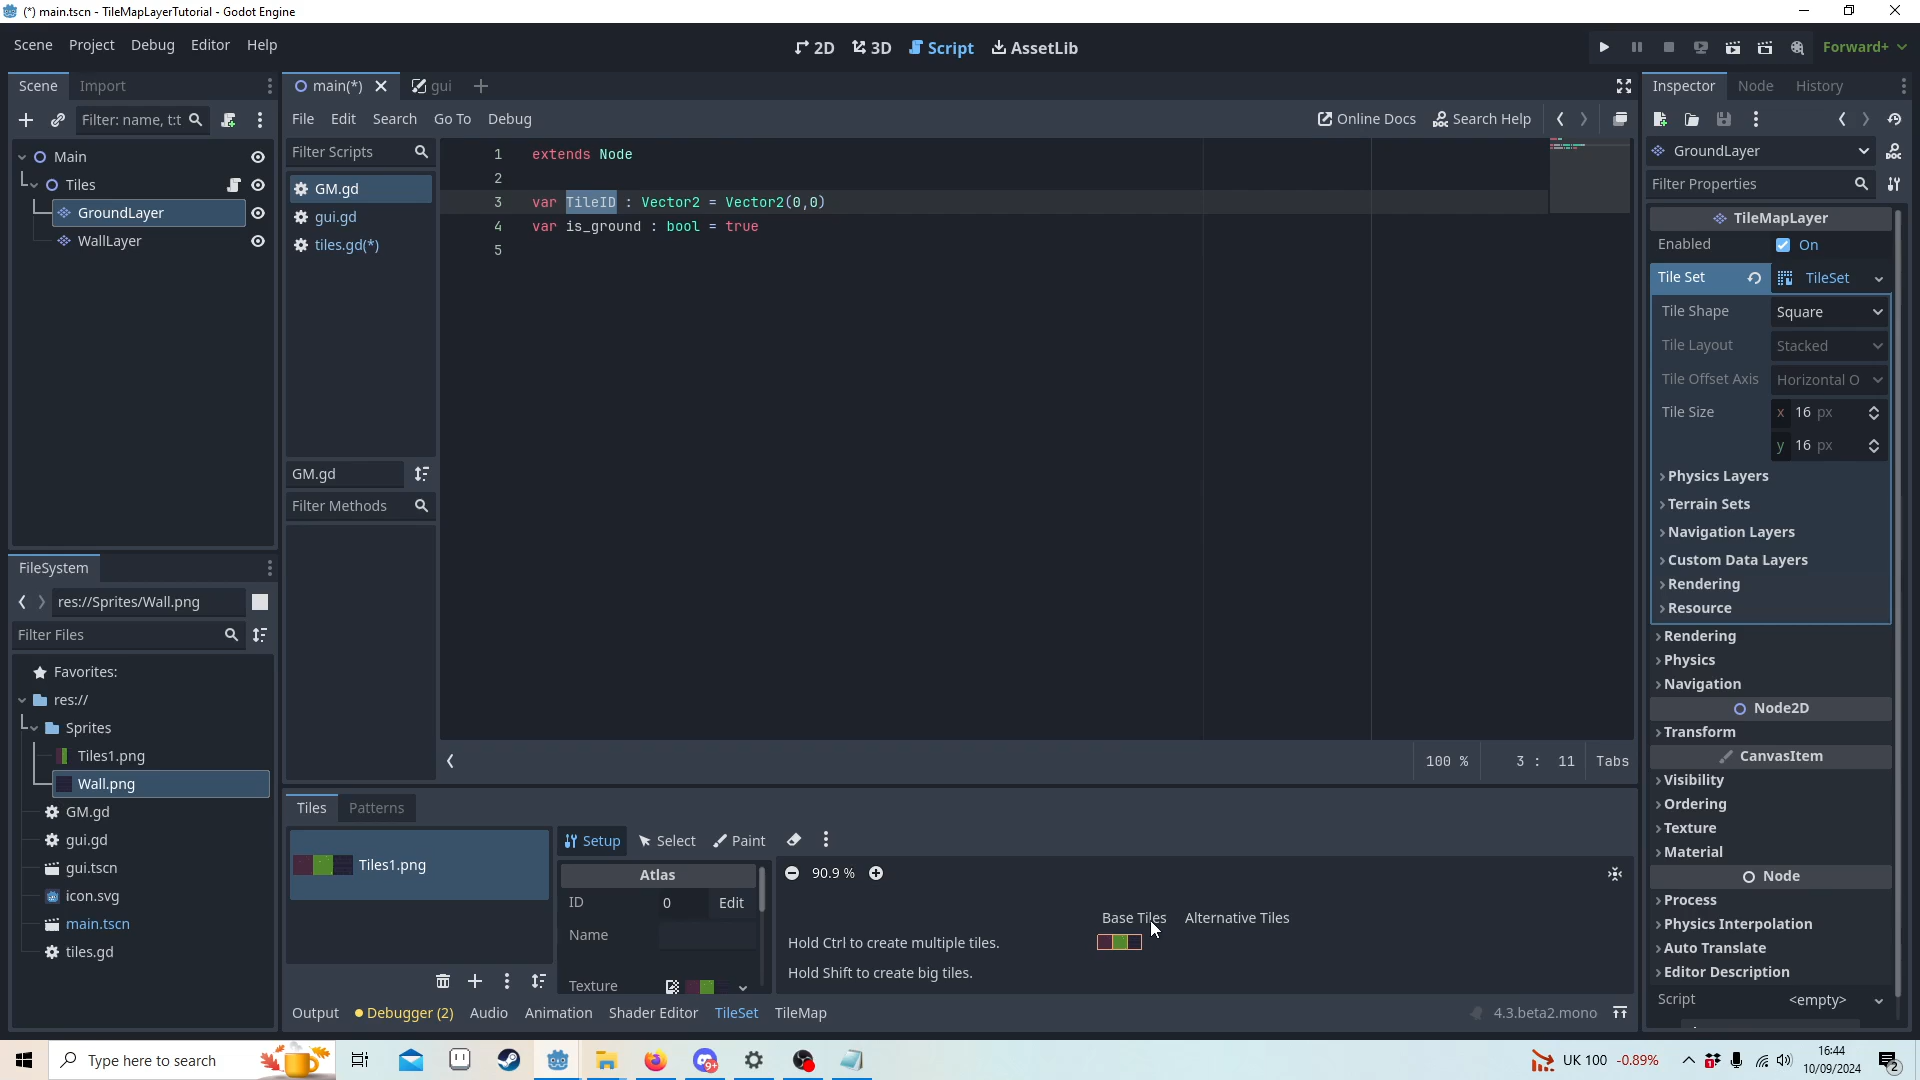 (*) main.tscn - TileMapLayerTutorial - Godot Engine
Scene Project Debug Editor Help
2D 3D Script AssetLib
Forward+
Scene Import
Filter: name, t:t
Main
Tiles
GroundLayer
WallLayer
FileSystem
res://Sprites/Wall.png
Filter Files
Favorites:
res://
Sprites
Tiles1.png
Wall.png
GM.gd
gui.gd
gui.tscn
icon.svg
main.tscn
tiles.gd
main(*) gui
File Edit Search Go To Debug
Online Docs Search Help
Filter Scripts
GM.gd
gui.gd
tiles.gd(*)
GM.gd
Filter Methods
1 extends Node
2
3 var TileID : Vector2 = Vector2(0,0)
4 var is_ground : bool = true
5
100 % 3 : 11 Tabs
Tiles Patterns
Tiles1.png
Setup Select Paint
Atlas
ID 0 Edit
Name
Texture
90.9 %
Base Tiles Alternative Tiles
Hold Ctrl to create multiple tiles.
Hold Shift to create big tiles.
Output Debugger (2) Audio Animation Shader Editor TileSet TileMap
4.3.beta2.mono
Inspector Node History
GroundLayer
Filter Properties
TileMapLayer
Enabled On
Tile Set TileSet
Tile Shape Square
Tile Layout Stacked
Tile Offset Axis Horizontal O
Tile Size x 16 px
y 16 px
Physics Layers
Terrain Sets
Navigation Layers
Custom Data Layers
Rendering
Resource
Rendering
Physics
Navigation
Node2D
Transform
CanvasItem
Visibility
Ordering
Texture
Material
Node
Process
Physics Interpolation
Auto Translate
Editor Description
Script <empty>
Type here to search
9+
UK 100 -0.89%
16:44
10/09/2024
2